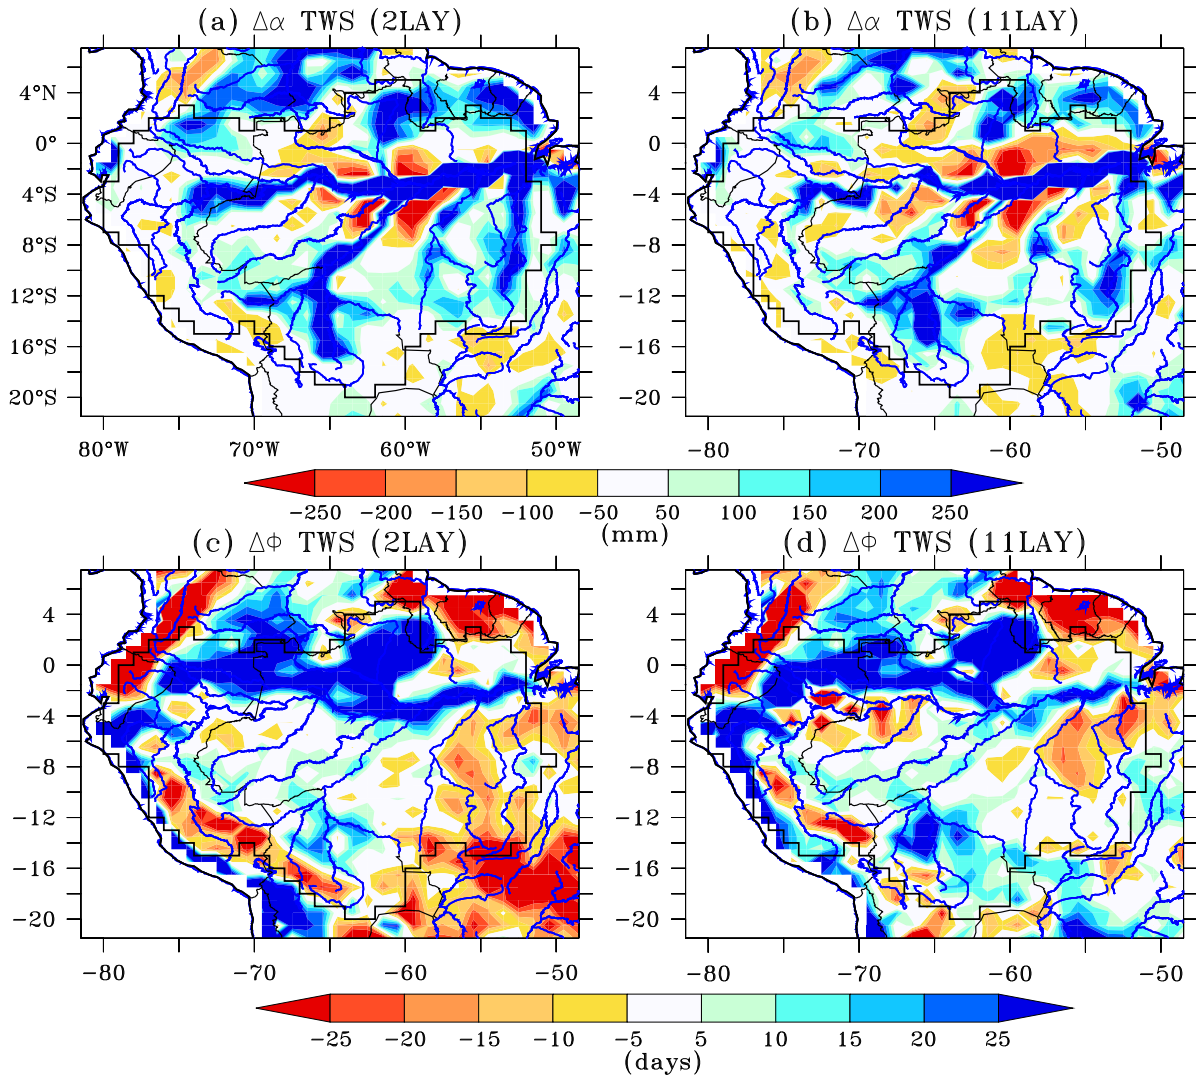 (a) Δα TWS (2LAY)
(b) Δα TWS (11LAY)
4°N
0°
4°S
8°S
12°S
16°S
20°S
80°W 70°W 60°W 50°W
4
0
−4
−8
−12
−16
−20
−80 −70 −60 −50
−250 −200 −150 −100 −50 50 100 150 200 250
(mm)
(c) ΔΦ TWS (2LAY)
(d) ΔΦ TWS (11LAY)
4
0
−4
−8
−12
−16
−20
−80 −70 −60 −50
4
0
−4
−8
−12
−16
−20
−80 −70 −60 −50
−25 −20 −15 −10 −5 5 10 15 20 25
(days)